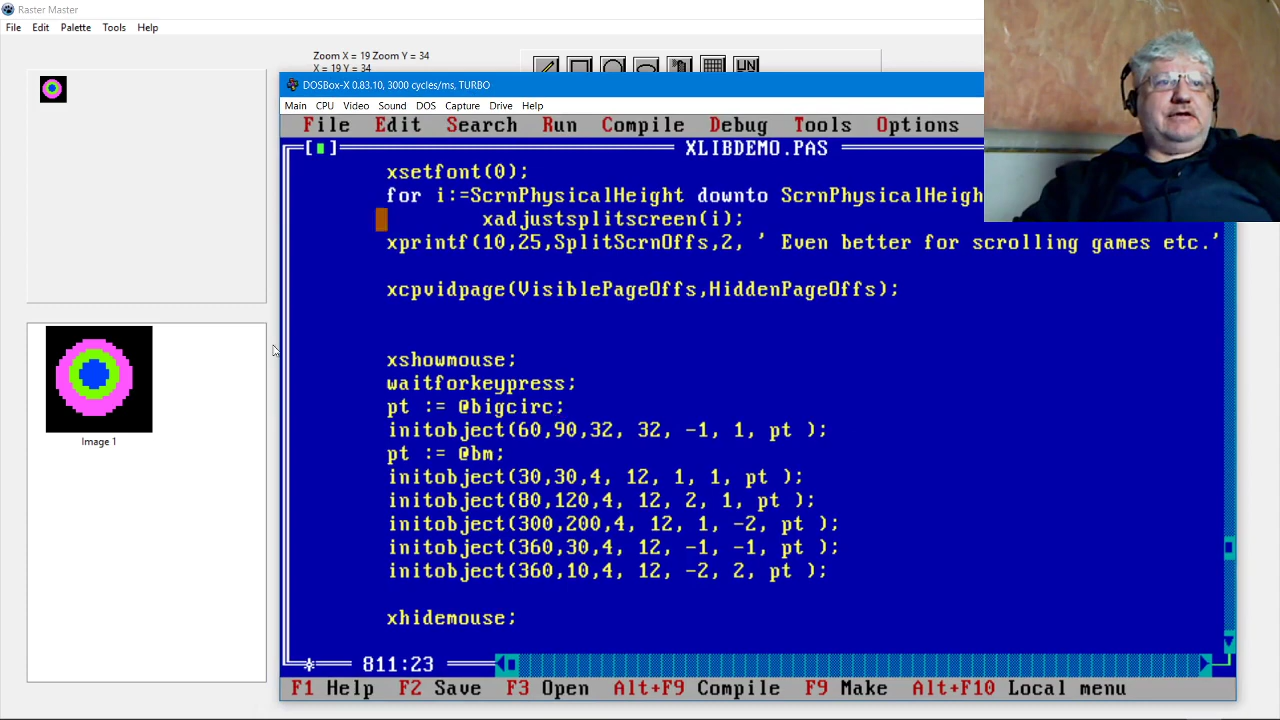 Raster Master
File Edit Palette Tools Help
Zoom X = 19 Zoom Y = 34
X = 19 Y = 34
DOSBox-X 0.83.10, 3000 cycles/ms, TURBO
Main CPU Video Sound DOS Capture Drive Help
File Edit Search Run Compile Debug Tools Options
XLIBDEMO.PAS
xsetfont(0);
for i:=ScrnPhysicalHeight downto ScrnPhysicalHeigh
xadjustsplitscreen(i);
xprintf(10,25,SplitScrnOffs,2, ' Even better for scrolling games etc.'
xcpvidpage(VisiblePageOffs,HiddenPageOffs);
xshowmouse;
waitforkeypress;
pt := @bigcirc;
initobject(60,90,32, 32, -1, 1, pt );
pt := @bm;
initobject(30,30,4, 12, 1, 1, pt );
initobject(80,120,4, 12, 2, 1, pt );
initobject(300,200,4, 12, 1, -2, pt );
initobject(360,30,4, 12, -1, -1, pt );
initobject(360,10,4, 12, -2, 2, pt );
xhidemouse;
811:23
F1 Help F2 Save F3 Open Alt+F9 Compile F9 Make Alt+F10 Local menu
Image 1